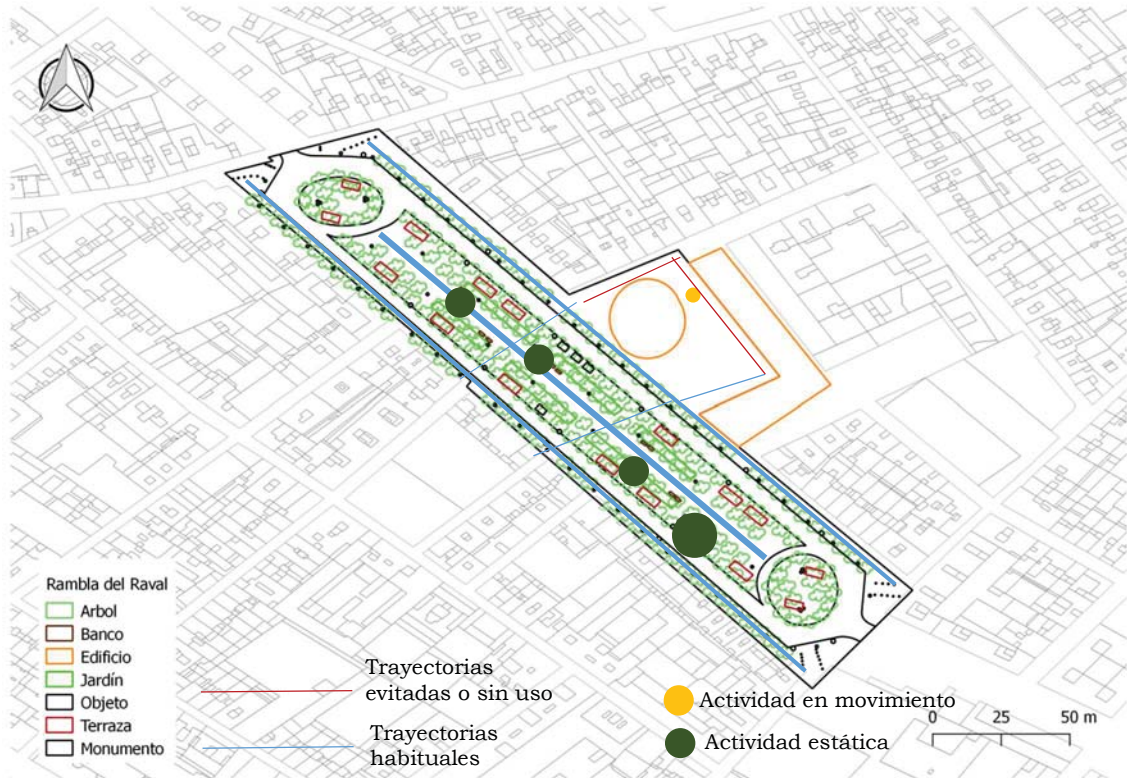 Rambla del Raval
Arbol
Banco
Edificio
Jardín
Objeto
Terraza
Monumento
Trayectorias
evitadas o sin uso
Trayectorias
habituales
Actividad en movimiento
Actividad estática
0 25 50 m